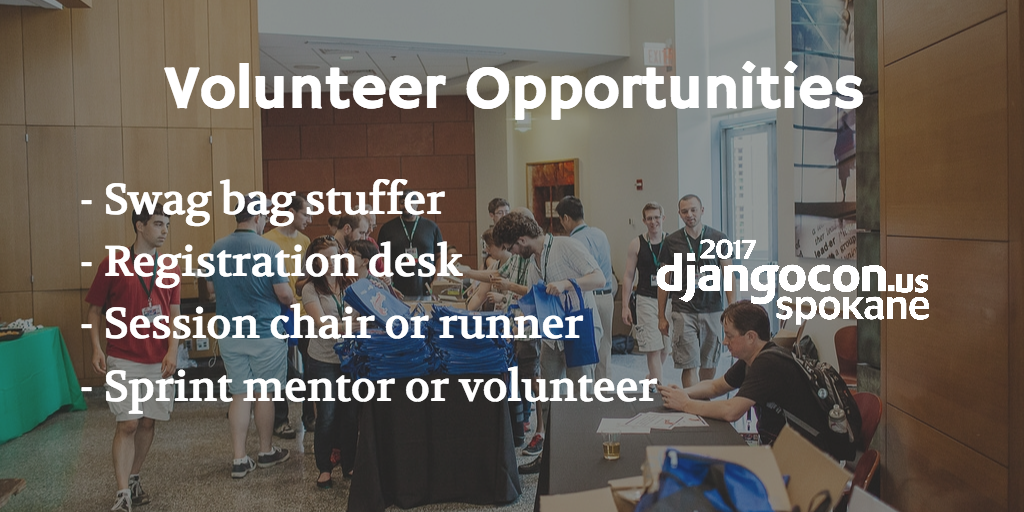 Volunteer Opportunities
- Swag bag stuffer
- Registration desk
- Session chair or runner
- Sprint mentor or volunteer
2017
djangocon.us
spokane